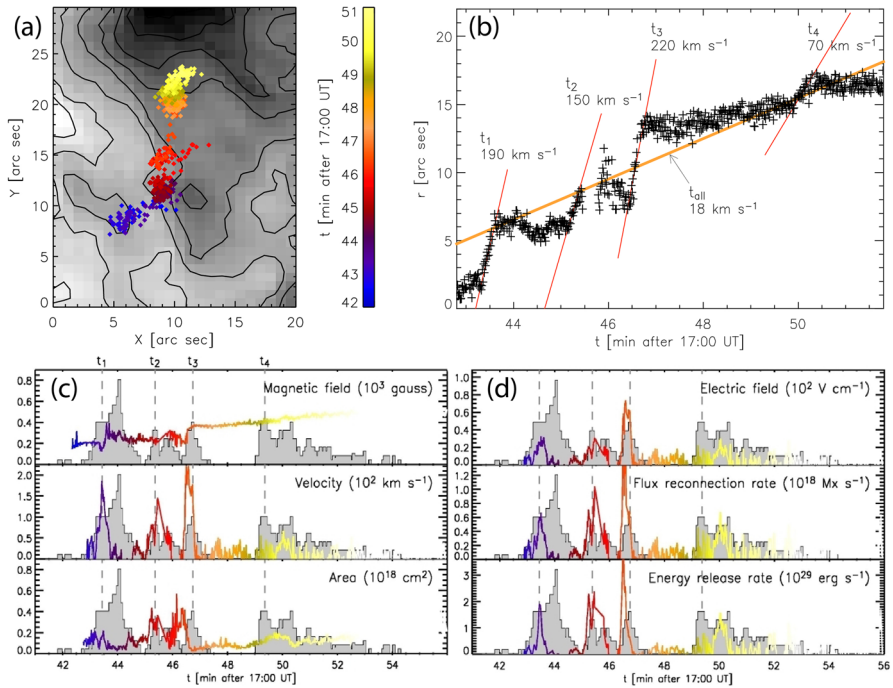 (a)
30
25
20
15
10
5
0
Y [arc sec]
0 5 10 15 20
X [arc sec]
51
50
49
48
47
46
45
44
43
42
t [min after 17:00 UT]
(b)
20
15
10
5
0
r [arc sec]
t1
190 km s⁻¹
t2
150 km s⁻¹
t3
220 km s⁻¹
t4
70 km s⁻¹
tall
18 km s⁻¹
44 46 48 50
t [min after 17:00 UT]
t1 t2 t3 t4
(c)
Magnetic field (10³ gauss)
0.8
0.6
0.4
0.2
0.0
Velocity (10² km s⁻¹)
2.0
1.5
1.0
0.5
0.0
Area (10¹⁸ cm²)
0.8
0.6
0.4
0.2
0.0
42 44 46 48 50 52 54
t [min after 17:00 UT]
(d)
Electric field (10² V cm⁻¹)
1.0
0.8
0.6
0.4
0.2
0.0
Flux reconnection rate (10¹⁸ Mx s⁻¹)
1.2
1.0
0.8
0.6
0.4
0.2
0.0
Energy release rate (10²⁹ erg s⁻¹)
3
2
1
0
42 44 46 48 50 52 54 56
t [min after 17:00 UT]